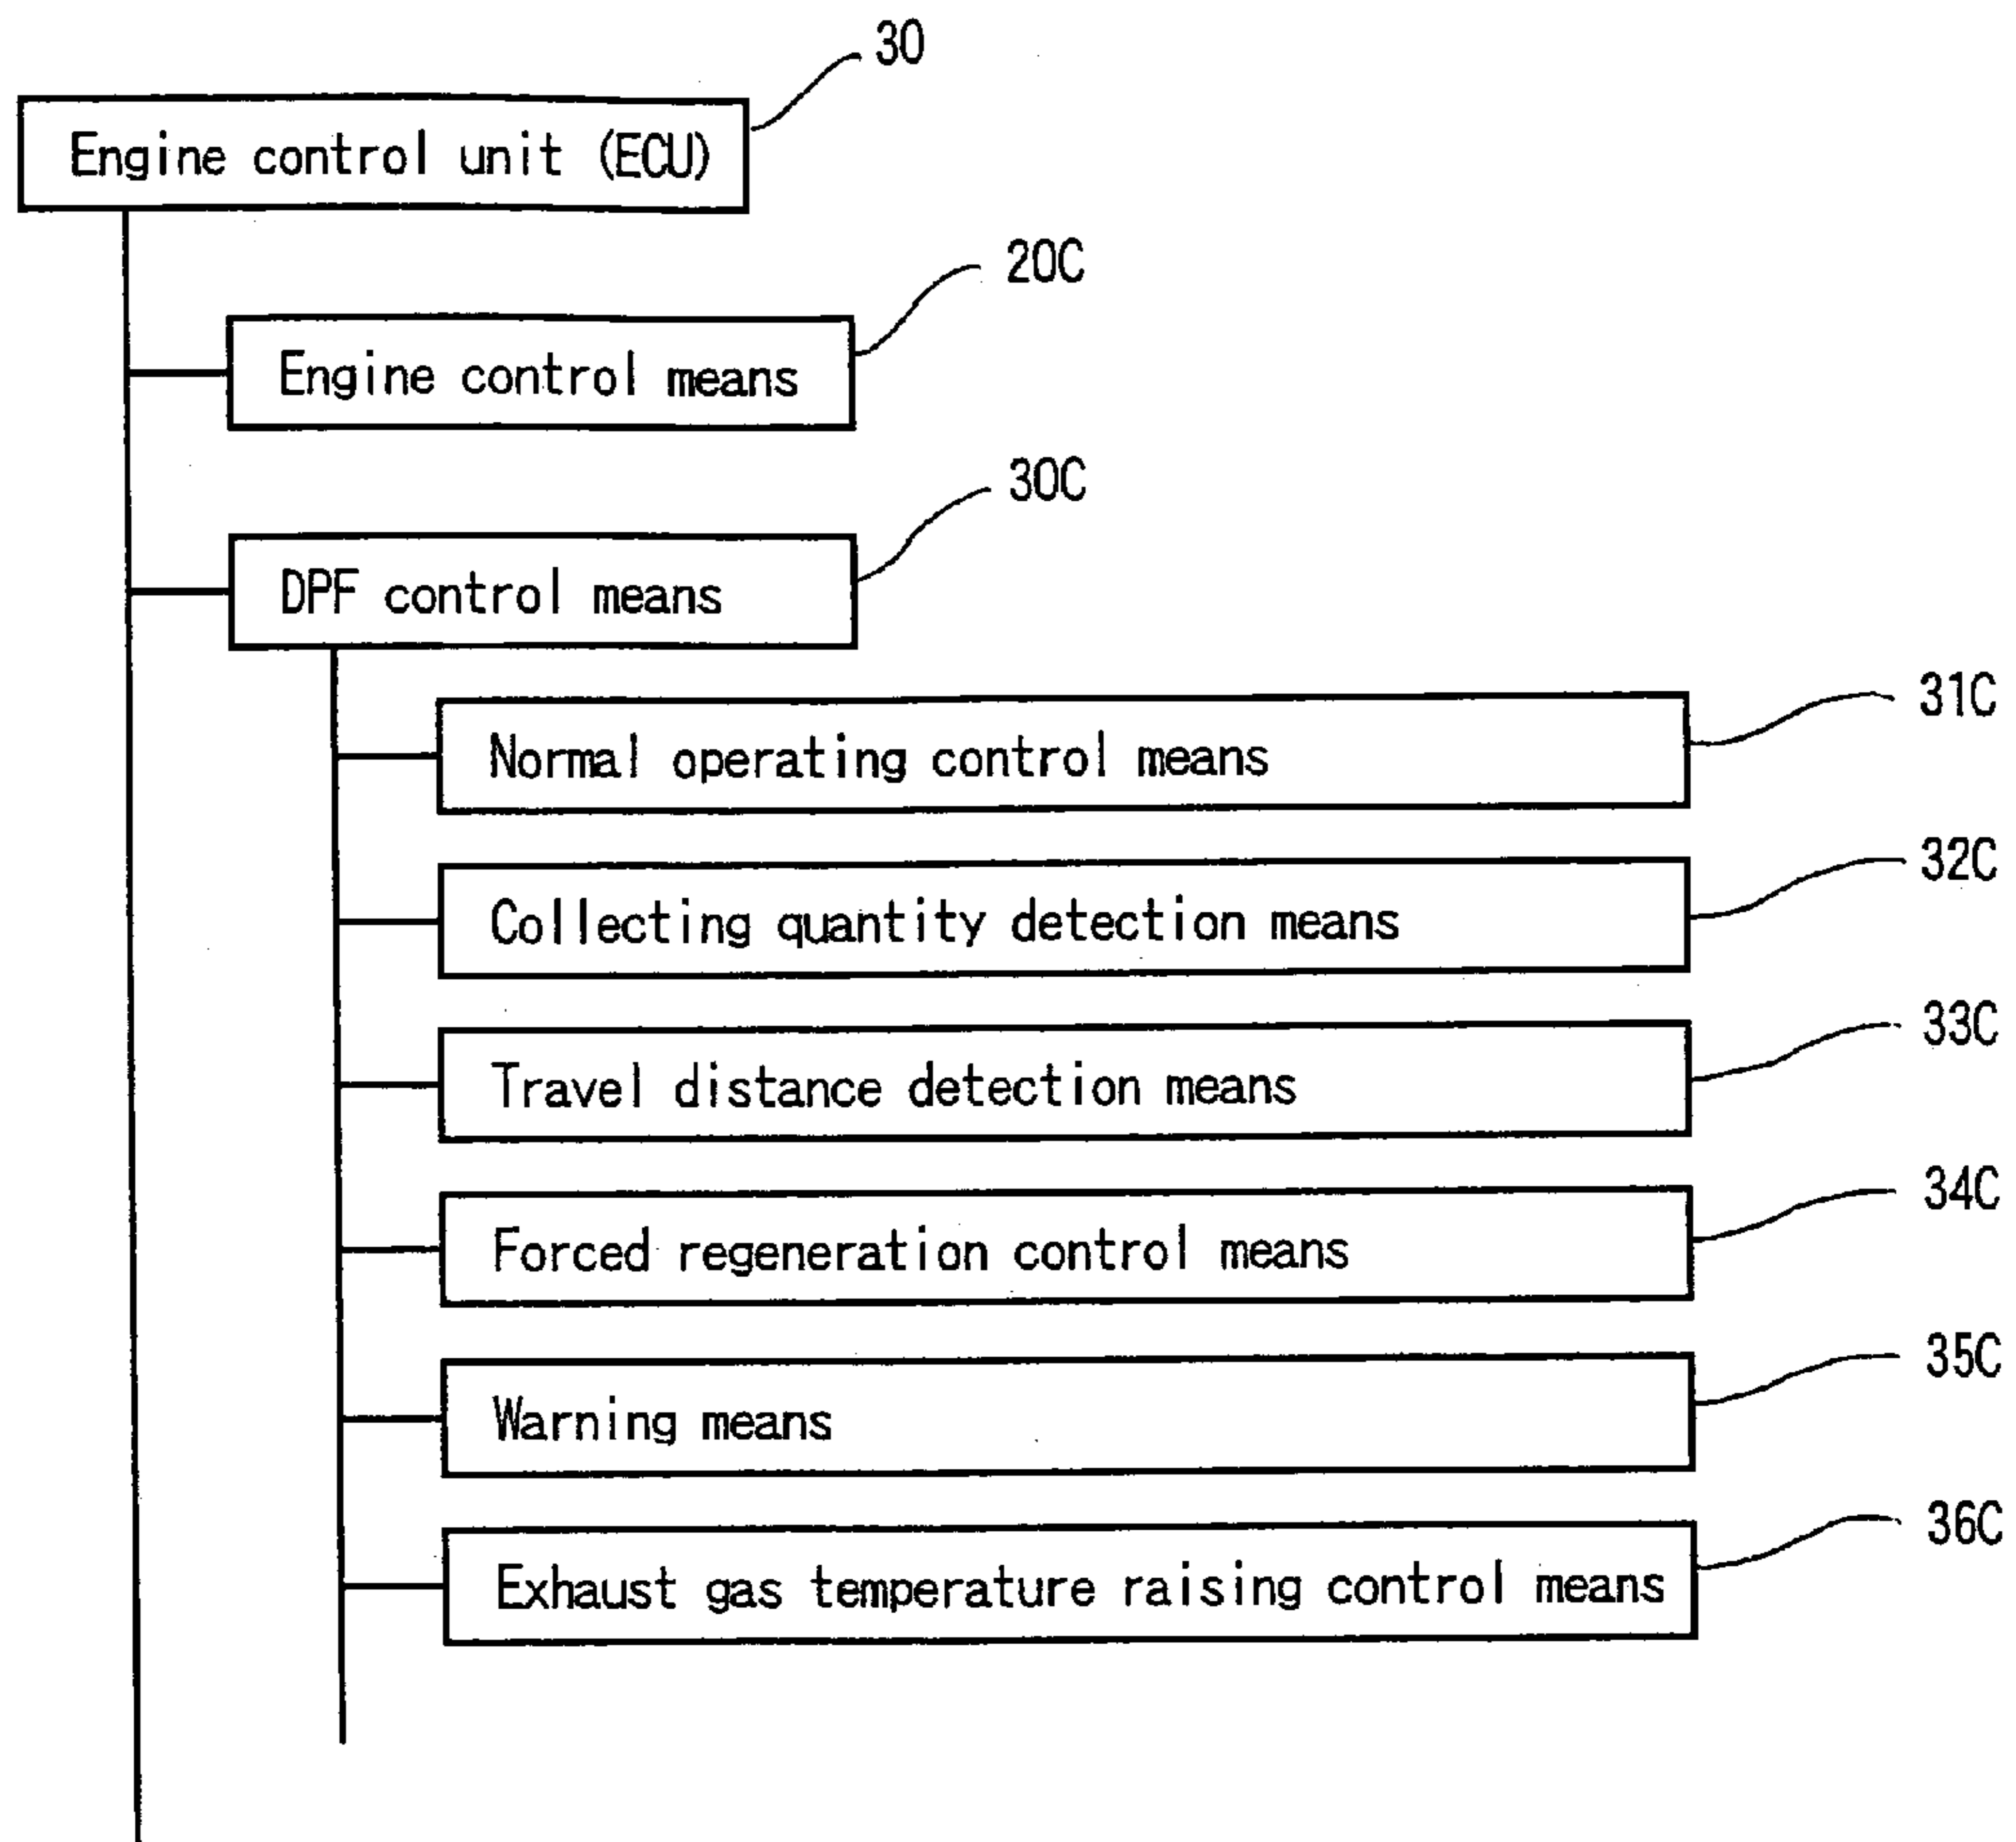 30
Engine control unit (ECU)
20C
Engine control means
30C
DPF control means
31C
Normal operating control means
32C
Collecting quantity detection means
33C
Travel distance detection means
34C
Forced regeneration control means
35C
Warning means
36C
Exhaust gas temperature raising control means